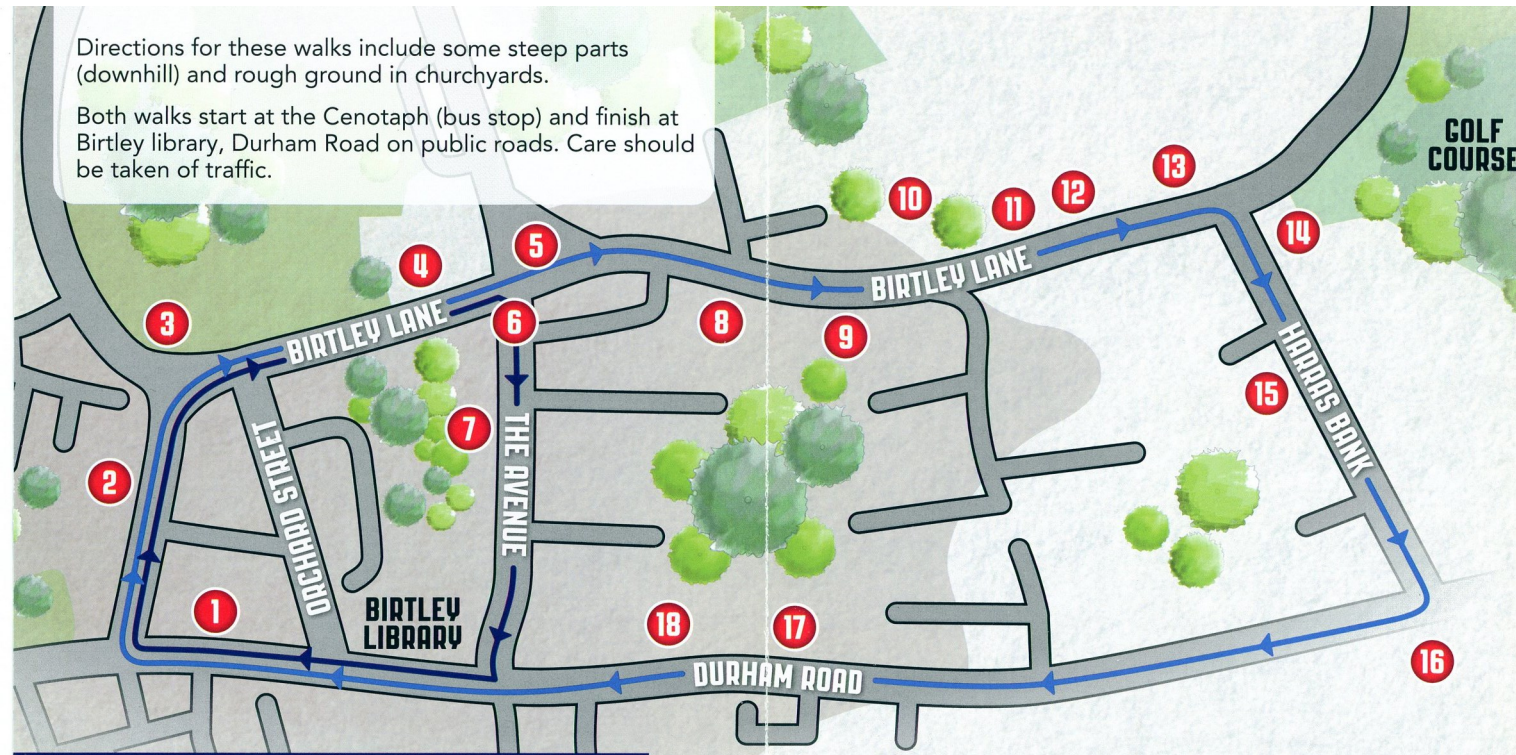 Directions for these walks include some steep parts
(downhill) and rough ground in churchyards.
Both walks start at the Cenotaph (bus stop) and finish at
Birtley library, Durham Road on public roads. Care should
be taken of traffic.
GOLF
COURSE
13
12
10
11
14
5
4
BIRTLEY LANE
3
BIRTLEY LANE
6
8
9
HARRAS BANK
15
7
2
ORCHARD STREET
THE AVENUE
1
BIRTLEY
LIBRARY
18
17
16
DURHAM ROAD